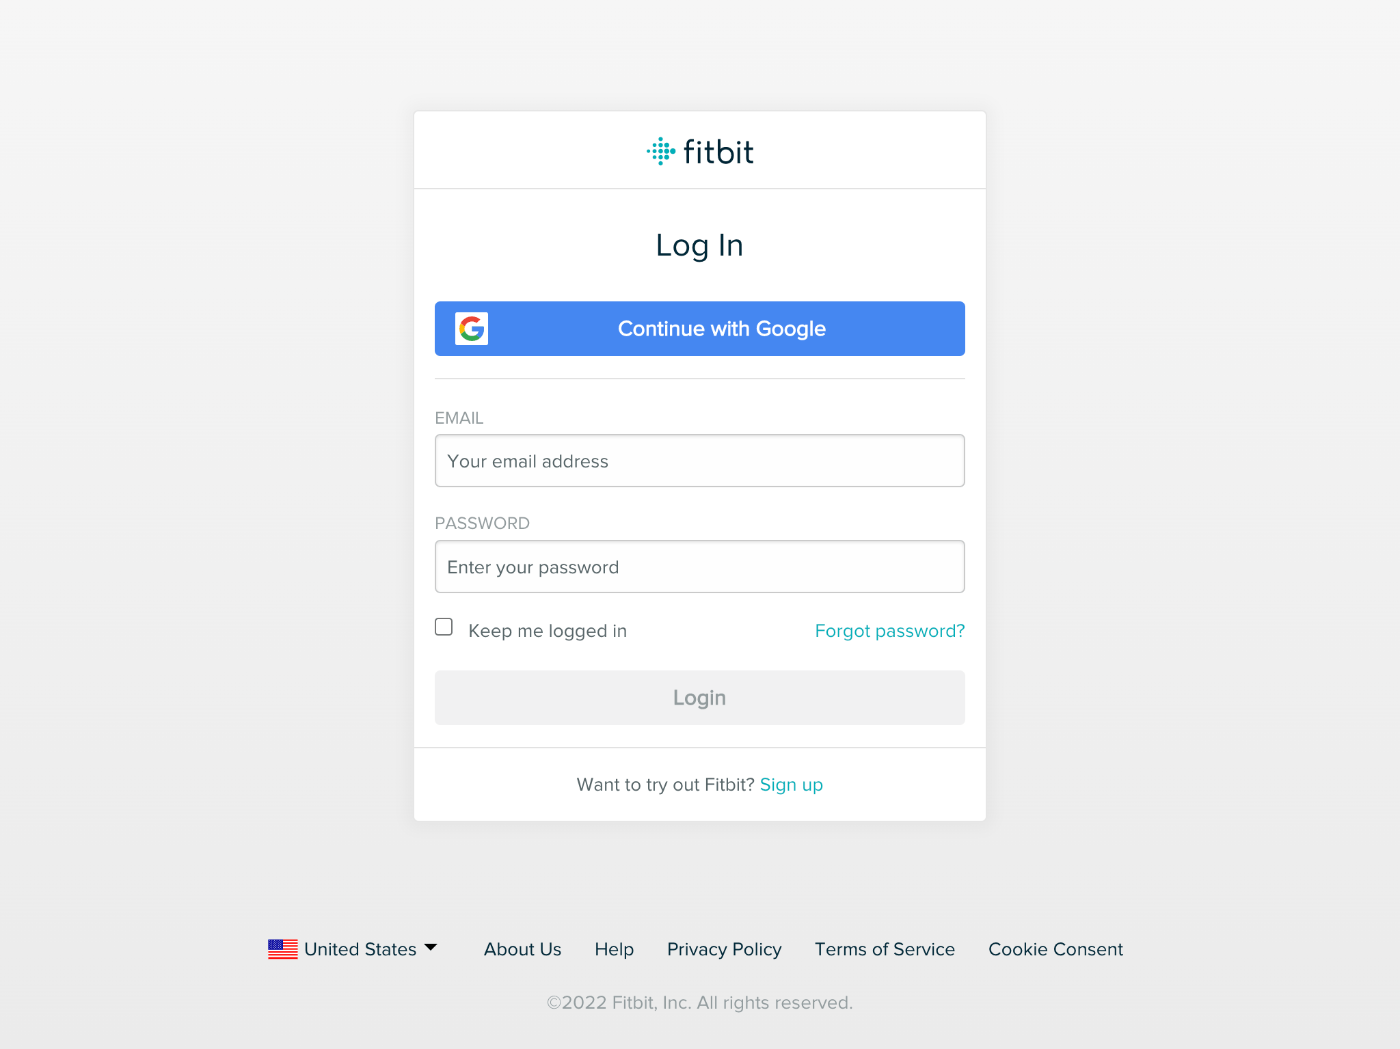 fitbit
Log In
Continue with Google
EMAIL
Your email address
PASSWORD
Enter your password
Keep me logged in Forgot password?
Login
Want to try out Fitbit? Sign up
United States About Us Help Privacy Policy Terms of Service Cookie Consent
©2022 Fitbit, Inc. All rights reserved.